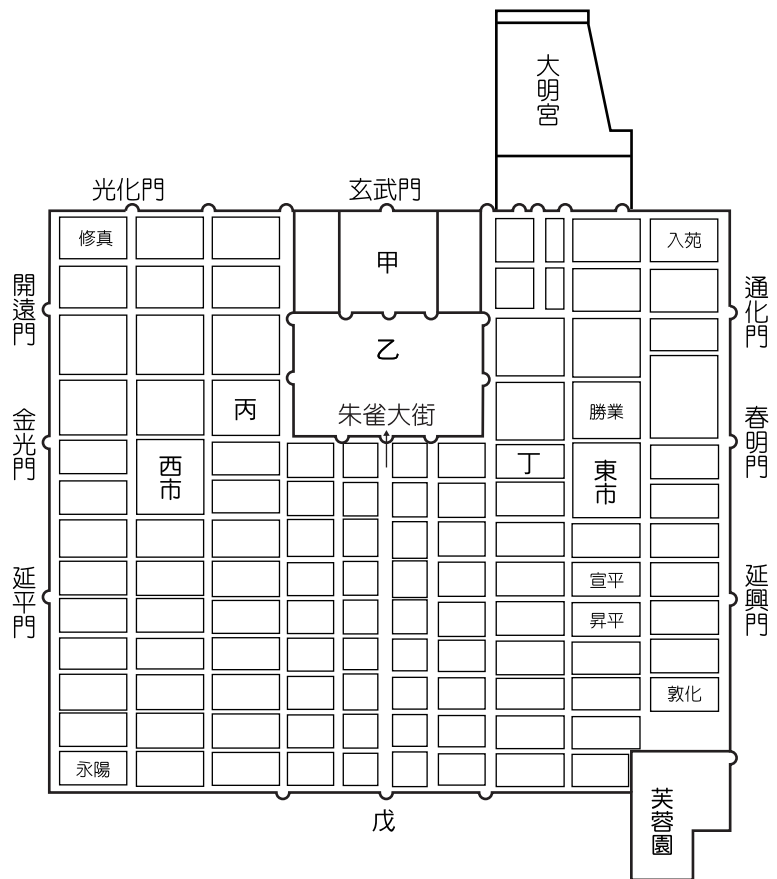 大明宮
光化門
玄武門
修真
甲
入苑
開遠門
通化門
乙
丙
朱雀大街
勝業
金光門
春明門
西市
丁
東市
延平門
宣平
延興門
昇平
敦化
永陽
戊
芙蓉園